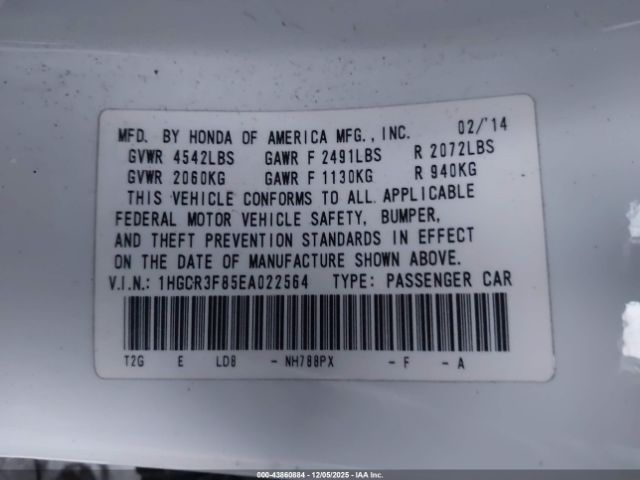 MFD. BY HONDA OF AMERICA MFG., INC. 02/'14
GVWR 4542LBS GAWR F 2491LBS R 2072LBS
GVWR 2060KG GAWR F 1130KG R 940KG
THIS VEHICLE CONFORMS TO ALL APPLICABLE
FEDERAL MOTOR VEHICLE SAFETY, BUMPER,
AND THEFT PREVENTION STANDARDS IN EFFECT
ON THE DATE OF MANUFACTURE SHOWN ABOVE.
V.I.N.: 1HGCR3F85EA022564 TYPE: PASSENGER CAR
T2G E LDB - NH788PX - F - A
000-43860884 - 12/05/2025 - IAA Inc.